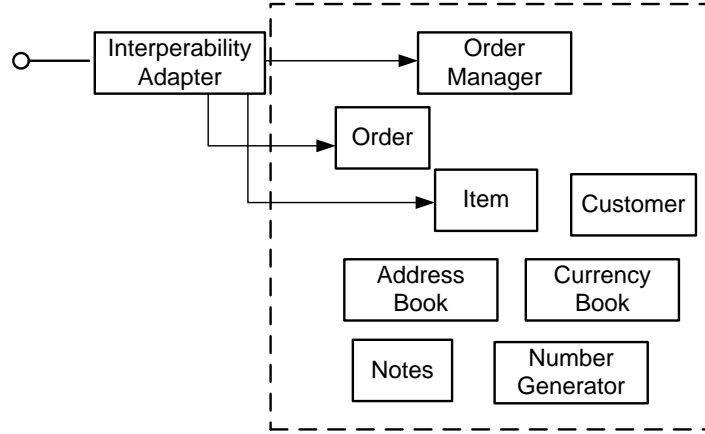 Interperability
Adapter
Order
Manager
Order
Item
Customer
Address
Book
Currency
Book
Notes
Number
Generator